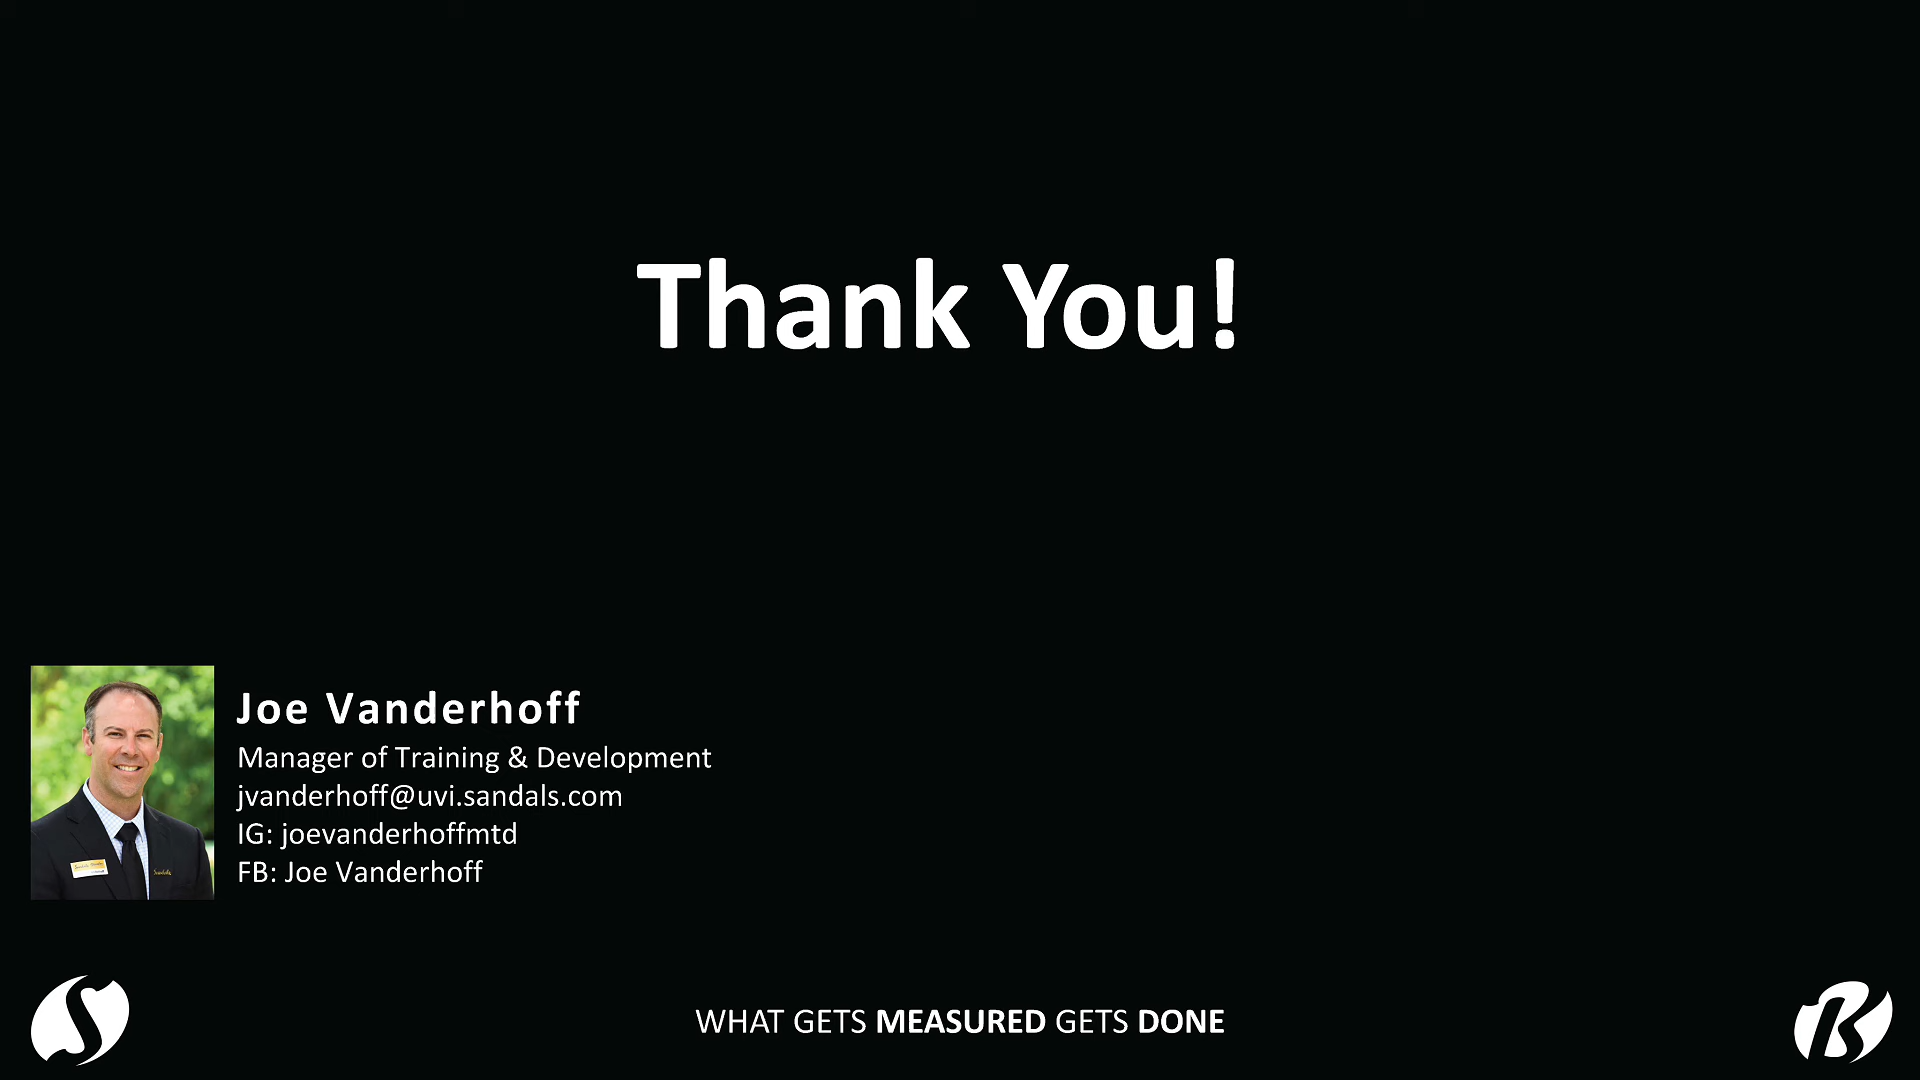 Thank You!
Joe Vanderhoff
Manager of Training & Development
jvanderhoff@uvi.sandals.com
IG: joevanderhoffmtd
FB: Joe Vanderhoff
S
WHAT GETS MEASURED GETS DONE
B